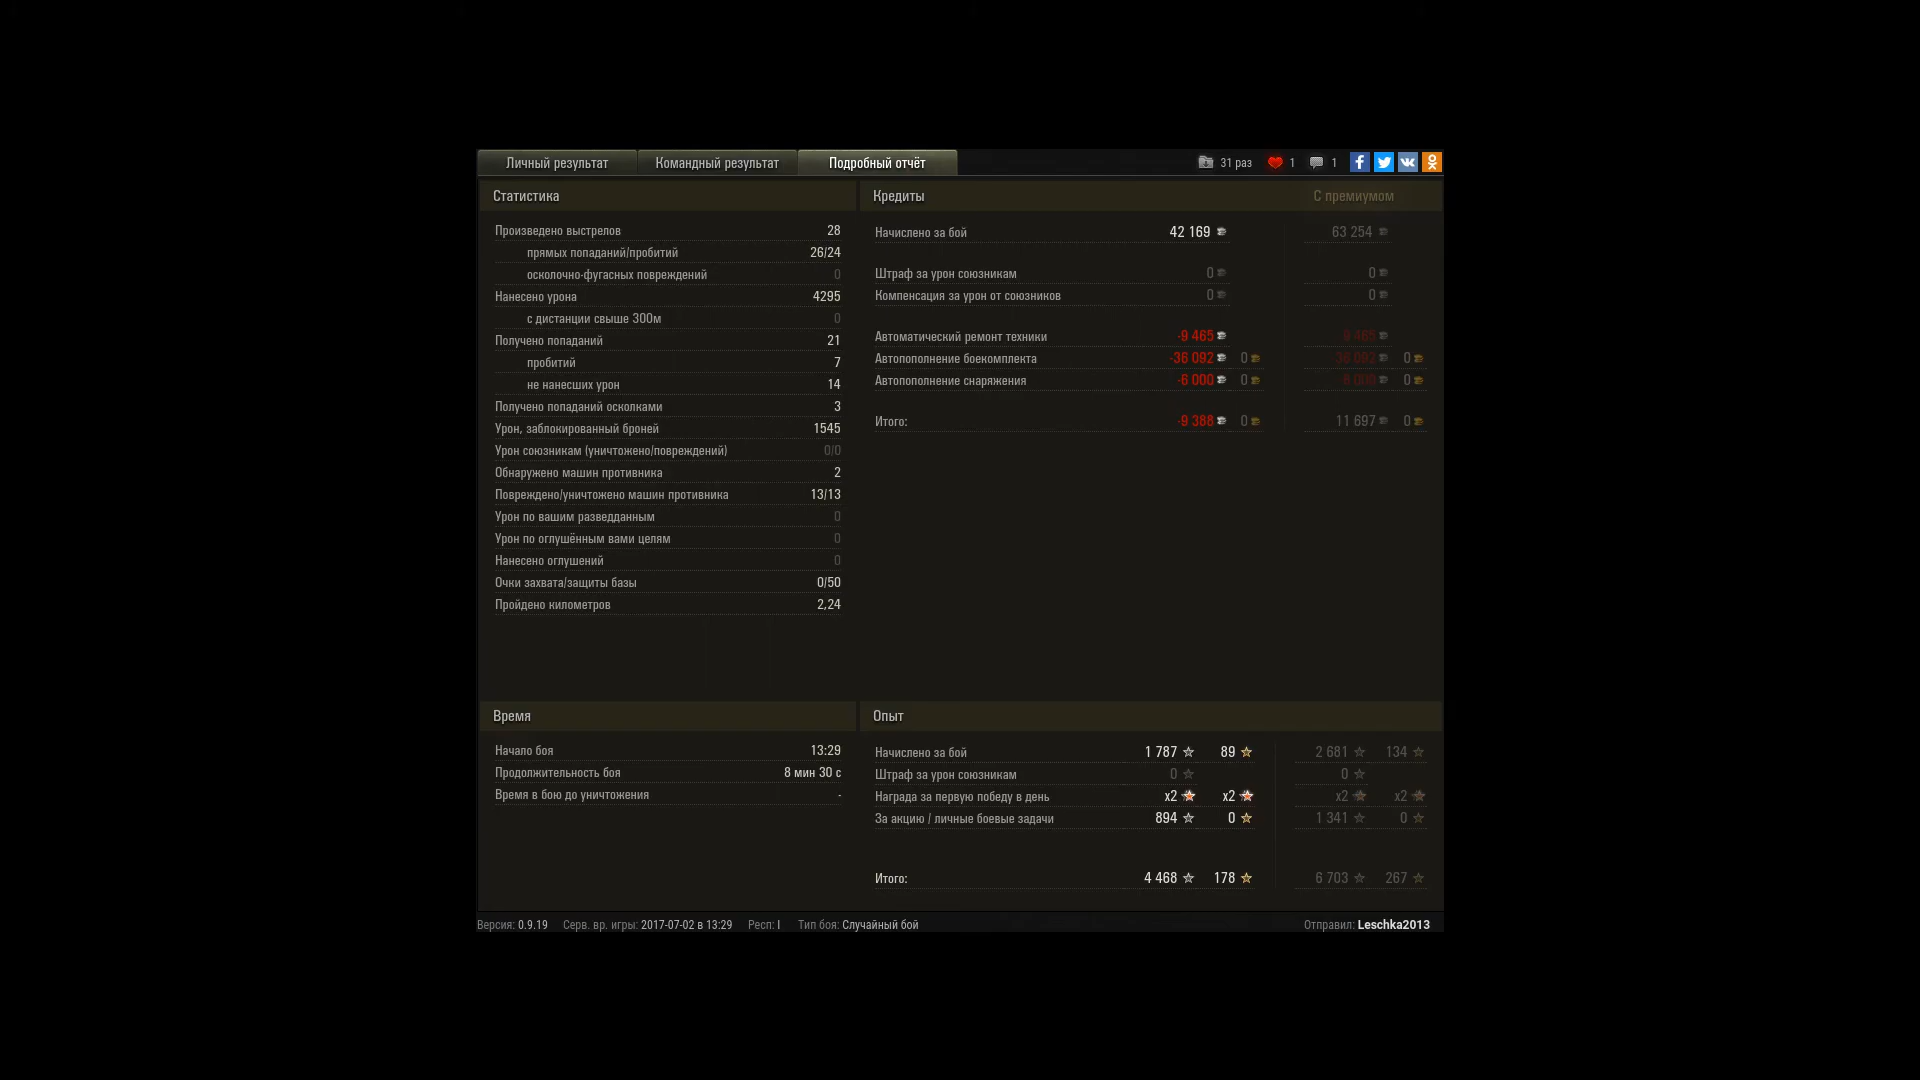 Личный результат Командный результат Подробный отчёт 31 раз 1 1
Статистика
Произведено выстрелов 28
прямых попаданий/пробитий 26/24
осколочно-фугасных повреждений 0
Нанесено урона 4295
с дистанции свыше 300м 0
Получено попаданий 21
пробитий 7
не нанесших урон 14
Получено попаданий осколками 3
Урон, заблокированный броней 1545
Урон союзникам (уничтожено/повреждений) 0/0
Обнаружено машин противника 2
Повреждено/уничтожено машин противника 13/13
Урон по вашим разведданным 0
Урон по оглушённым вами целям 0
Нанесено оглушений 0
Очки захвата/защиты базы 0/50
Пройдено километров 2,24
Кредиты С премиумом
Начислено за бой 42 169 63 254
Штраф за урон союзникам 0 0
Компенсация за урон от союзников 0 0
Автоматический ремонт техники -9 465 -9 465
Автопополнение боекомплекта -36 092 0 -36 092 0
Автопополнение снаряжения -6 000 0 -6 000 0
Итого: -9 388 0 11 697 0
Время
Начало боя 13:29
Продолжительность боя 8 мин 30 с
Время в бою до уничтожения -
Опыт
Начислено за бой 1 787 89 2 681 134
Штраф за урон союзникам 0 0
Награда за первую победу в день x2 x2 x2 x2
За акцию / личные боевые задачи 894 0 1 341 0
Итого: 4 468 178 6 703 267
Версия: 0.9.19 Серв. вр. игры: 2017-07-02 в 13:29 Респ: I Тип боя: Случайный бой Отправил: Leschka2013